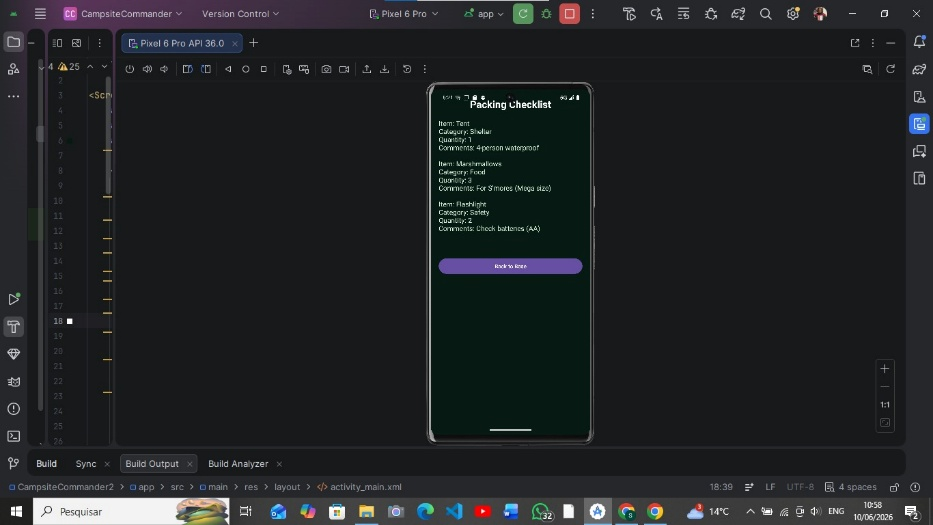 CC CampsiteCommander Version Control Pixel 6 Pro app
Pixel 6 Pro API 36.0
4 25
2
3 <Scr
4
5
6
7
8
9
10
11
12
13
14
15
16
17
18
19
20
21
22
23
24
25
26
Packing Checklist
Item: Tent
Category: Shelter
Quantity: 1
Comments: 4-person waterproof
Item: Marshmallows
Category: Food
Quantity: 3
Comments: For S'mores (Mega size)
Item: Flashlight
Category: Safety
Quantity: 2
Comments: Check batteries (AA)
Back to Base
1:1
Build Sync Build Output Build Analyzer
CampsiteCommander2 > app > src > main > res > layout > activity_main.xml 18:39 LF UTF-8 4 spaces
Pesquisar 32 3 14°C ENG 10:58 10/06/2026 2